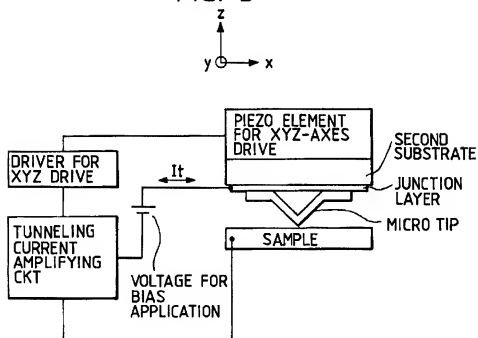 z
y
x
PIEZO ELEMENT
FOR XYZ-AXES
DRIVE
SECOND
SUBSTRATE
DRIVER FOR
XYZ DRIVE
It
JUNCTION
LAYER
MICRO TIP
TUNNELING
CURRENT
AMPLIFYING
CKT
SAMPLE
VOLTAGE FOR
BIAS
APPLICATION